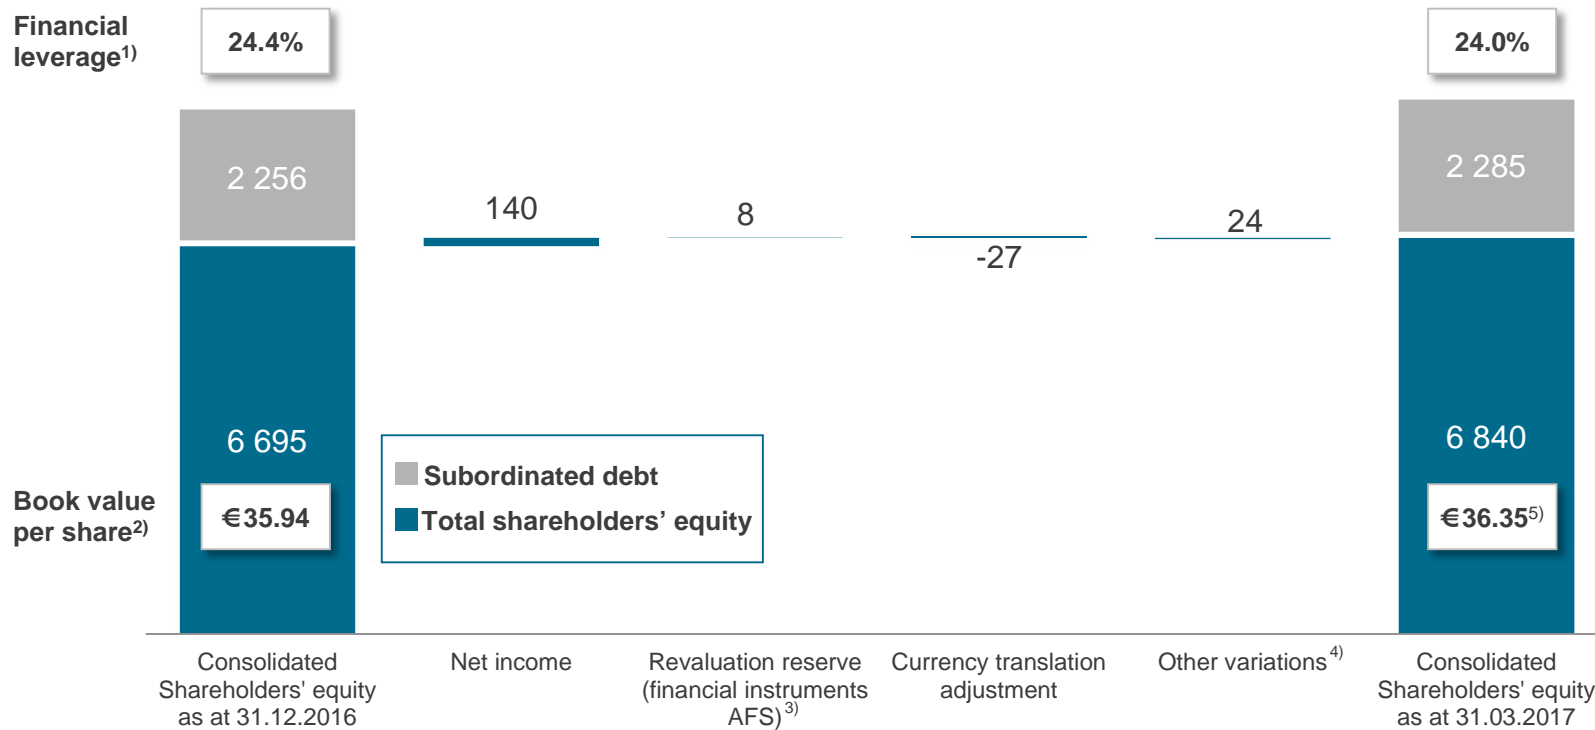 Financial
leverage1)
24.4%
24.0%
2 256
140
8
-27
24
2 285
6 695
6 840
Subordinated debt
Total shareholders’ equity
Book value
per share2)
€35.94
€36.355)
Consolidated
Shareholders' equity
as at 31.12.2016
Net income
Revaluation reserve
(financial instruments
AFS)3)
Currency translation
adjustment
Other variations4)
Consolidated
Shareholders' equity
as at 31.03.2017